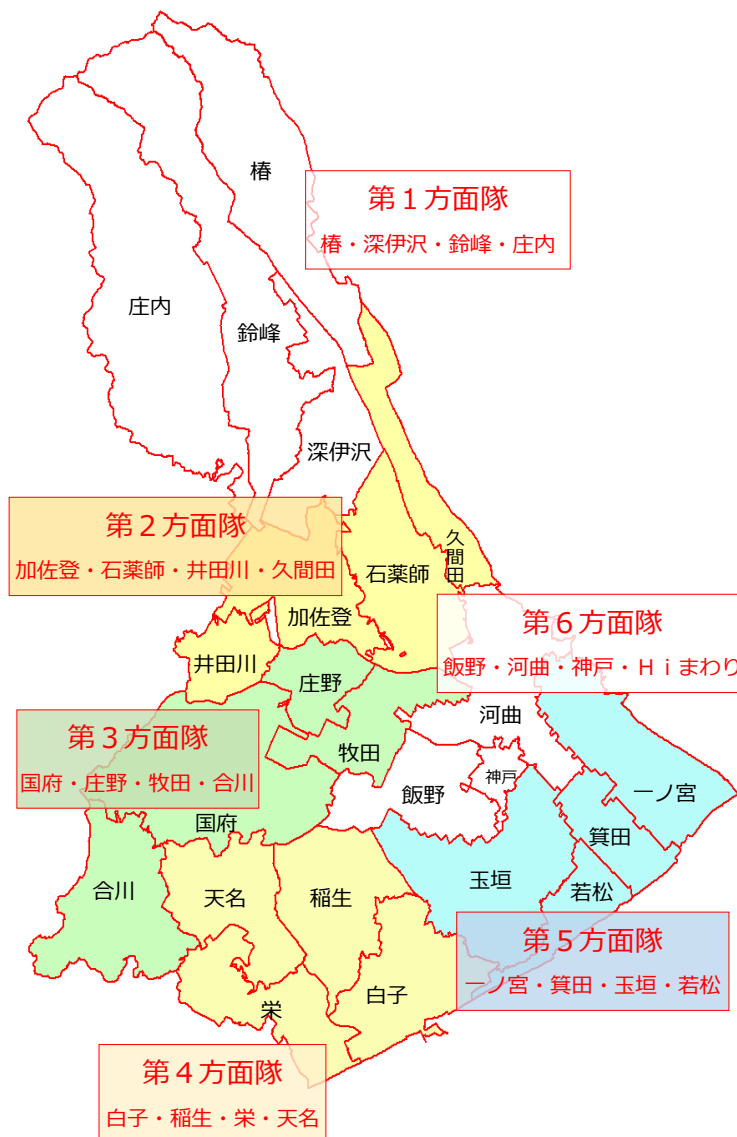 椿
第１方面隊
椿・深伊沢・鈴峰・庄内
庄内
鈴峰
深伊沢
第２方面隊
加佐登・石薬師・井田川・久間田
久間田
石薬師
加佐登
井田川
第６方面隊
飯野・河曲・神戸・Ｈｉまわり
庄野
河曲
第３方面隊
国府・庄野・牧田・合川
牧田
神戸
飯野
一ノ宮
国府
箕田
玉垣
合川
天名
稲生
若松
第５方面隊
一ノ宮・箕田・玉垣・若松
白子
栄
第４方面隊
白子・稲生・栄・天名